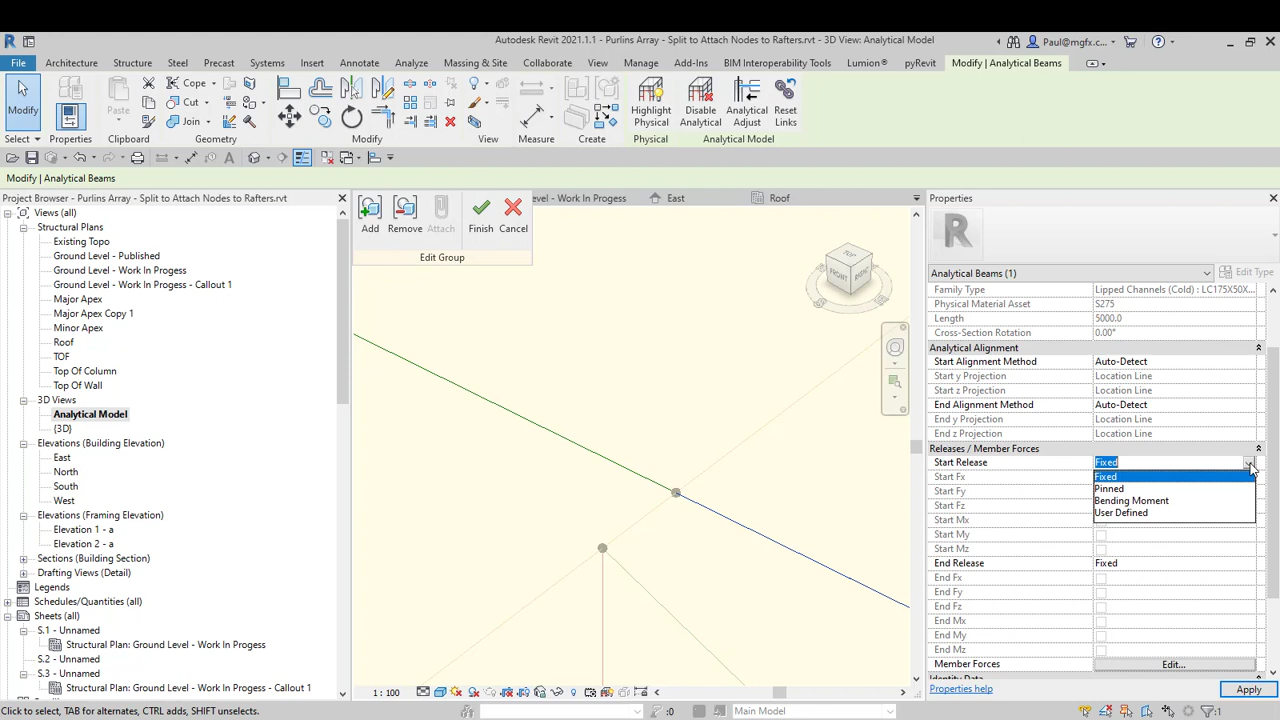 Autodesk Revit 2021.1.1 - Purlins Array - Split to Attach Nodes to Rafters.rvt - 3D View: Analytical Model
Paul@mgfx.c...
File Architecture Structure Steel Precast Systems Insert Annotate Analyze Massing & Site Collaborate View Manage Add-Ins BIM Interoperability Tools Lumion® pyRevit Modify | Analytical Beams
Modify Paste Cope Cut Join Highlight Physical Disable Analytical Analytical Adjust Reset Links
Select Properties Clipboard Geometry Modify View Measure Create Physical Analytical Model
Modify | Analytical Beams
Project Browser - Purlins Array - Split to Attach Nodes to Rafters.rvt
Views (all)
Structural Plans
Existing Topo
Ground Level - Published
Ground Level - Work In Progess
Ground Level - Work In Progess - Callout 1
Major Apex
Major Apex Copy 1
Minor Apex
Roof
TOF
Top Of Column
Top Of Wall
3D Views
Analytical Model
{3D}
Elevations (Building Elevation)
East
North
South
West
Elevations (Framing Elevation)
Elevation 1 - a
Elevation 2 - a
Sections (Building Section)
Drafting Views (Detail)
Legends
Schedules/Quantities (all)
Sheets (all)
S.1 - Unnamed
Structural Plan: Ground Level - Work In Progess
S.2 - Unnamed
S.3 - Unnamed
Structural Plan: Ground Level - Work In Progess - Callout 1
evel - Work In Progess East Roof
Add Remove Attach Finish Cancel
Edit Group
TOP
FRONT RIGHT
1 : 100
Properties
R
Analytical Beams (1) Edit Type
Family Type Lipped Channels (Cold) : LC175X50X...
Physical Material Asset S275
Length 5000.0
Cross-Section Rotation 0.00°
Analytical Alignment
Start Alignment Method Auto-Detect
Start y Projection Location Line
Start z Projection Location Line
End Alignment Method Auto-Detect
End y Projection Location Line
End z Projection Location Line
Releases / Member Forces
Start Release Fixed
Start Fx Fixed
Start Fy Pinned
Start Fz Bending Moment
Start Mx User Defined
Start My
Start Mz
End Release Fixed
End Fx
End Fy
End Fz
End Mx
End My
End Mz
Member Forces Edit...
Identity Data
Properties help Apply
Click to select, TAB for alternates, CTRL adds, SHIFT unselects. :0 Main Model :1